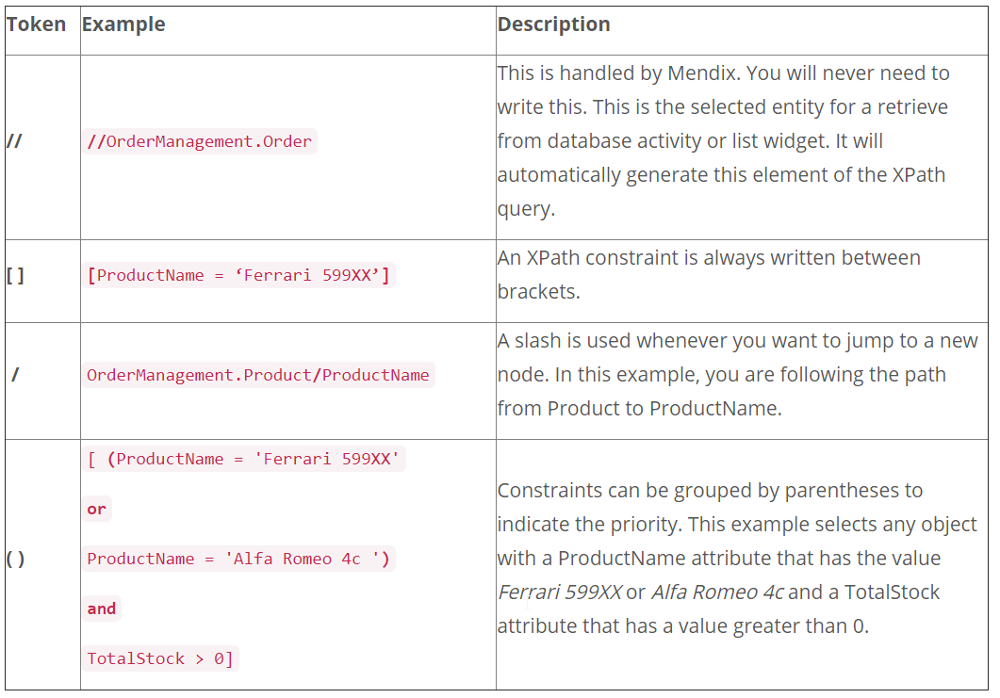 Token Example Description
This is handled by Mendix. You will never need to
write this. This is the selected entity for a retrieve
// //OrderManagement.Order from database activity or list widget. It will
automatically generate this element of the XPath
query.
An XPath constraint is always written between
[ ] [ProductName = ‘Ferrari 599XX’]
brackets.
A slash is used whenever you want to jump to a new
/ OrderManagement.Product/ProductName node. In this example, you are following the path
from Product to ProductName.
[ (ProductName = 'Ferrari 599XX'
or
ProductName = 'Alfa Romeo 4c ')
and
TotalStock > 0]
( )
Constraints can be grouped by parentheses to
indicate the priority. This example selects any object
with a ProductName attribute that has the value
Ferrari 599XX or Alfa Romeo 4c and a TotalStock
attribute that has a value greater than 0.